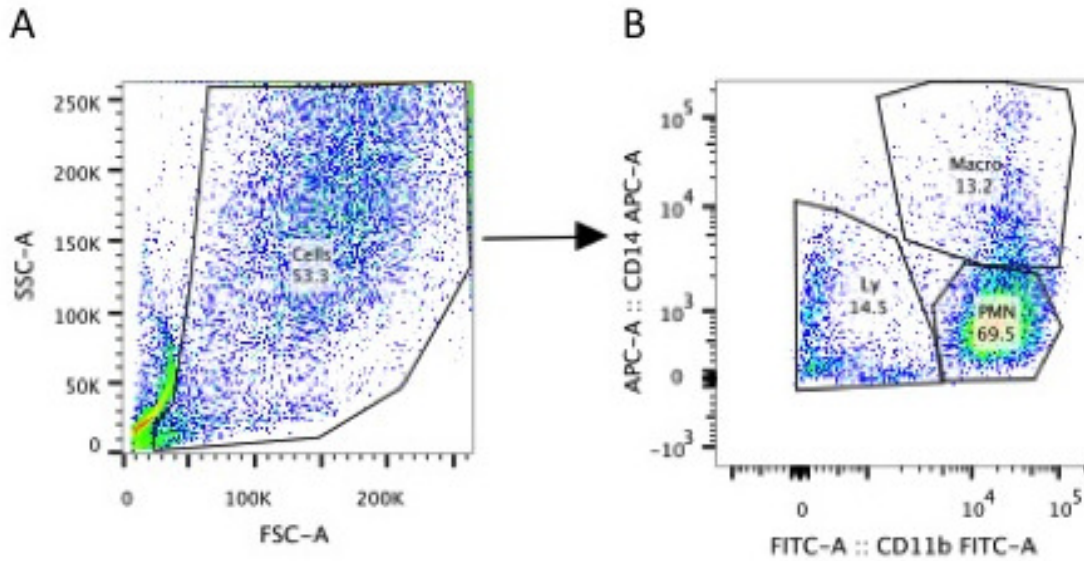 A
B
250K
200K
150K
100K
50K
0
SSC-A
Cells
53.3
0
100K
200K
FSC-A
10^5
10^4
10^3
0
-10^3
APC-A :: CD14 APC-A
Macro
13.2
Ly
14.5
PMN
69.5
0
10^4
10^5
FITC-A :: CD11b FITC-A